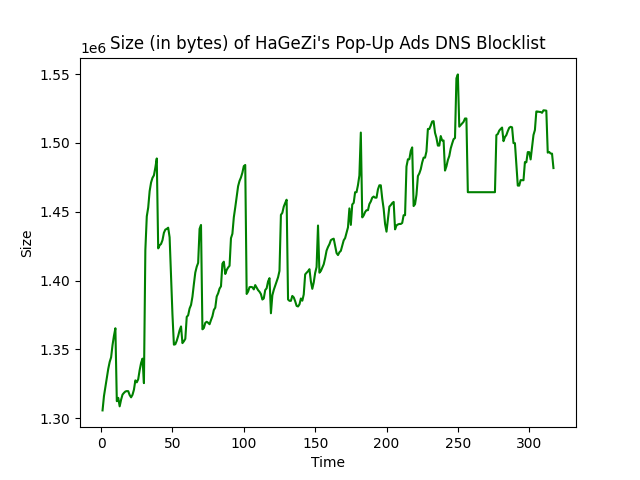 Size (in bytes) of HaGeZi's Pop-Up Ads DNS Blocklist
1e6
1.55
1.50
1.45
1.40
1.35
1.30
Size
0 50 100 150 200 250 300
Time